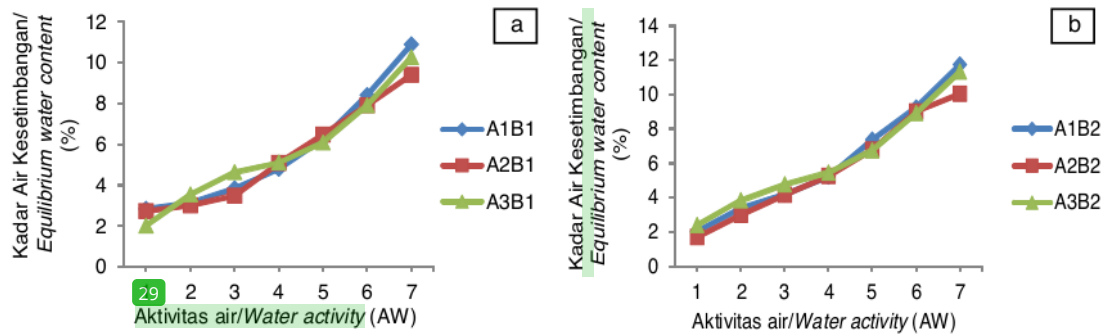 a
Kadar Air Kesetimbangan/
Equilibrium water content
(%)
12
10
8
6
4
2
0
29 2 3 4 5 6 7
Aktivitas air/Water activity (AW)
A1B1
A2B1
A3B1
b
Kadar Air Kesetimbangan/
Equilibrium water content
(%)
14
12
10
8
6
4
2
0
1 2 3 4 5 6 7
Aktivitas air/Water activity (AW)
A1B2
A2B2
A3B2